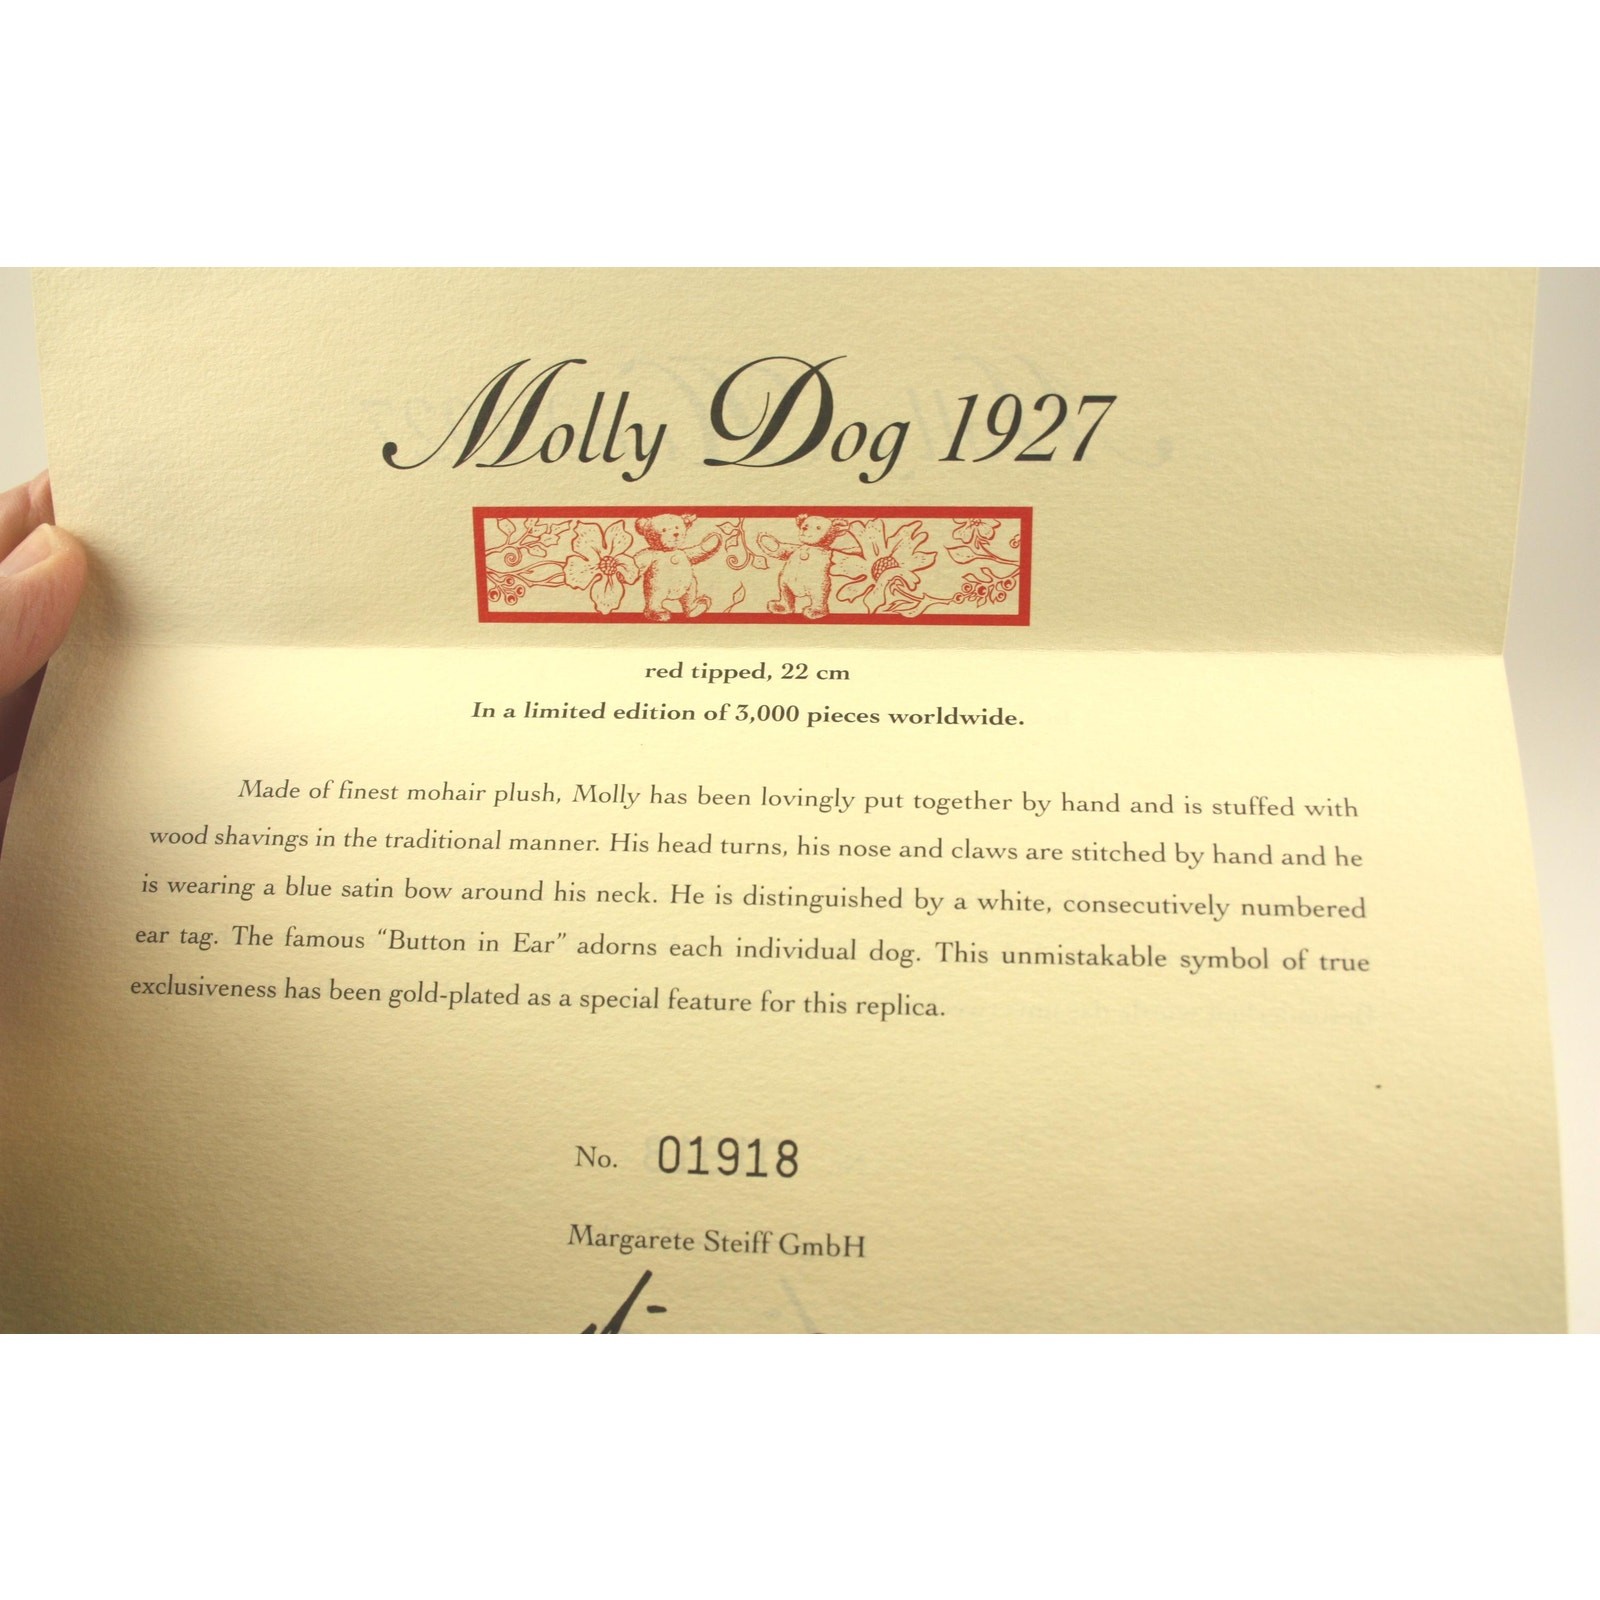 Molly Dog 1927
red tipped, 22 cm
In a limited edition of 3,000 pieces worldwide.
Made of finest mohair plush, Molly has been lovingly put together by hand and is stuffed with
wood shavings in the traditional manner. His head turns, his nose and claws are stitched by hand and he
is wearing a blue satin bow around his neck. He is distinguished by a white, consecutively numbered
ear tag. The famous “Button in Ear” adorns each individual dog. This unmistakable symbol of true
exclusiveness has been gold-plated as a special feature for this replica.
No. 01918
Margarete Steiff GmbH